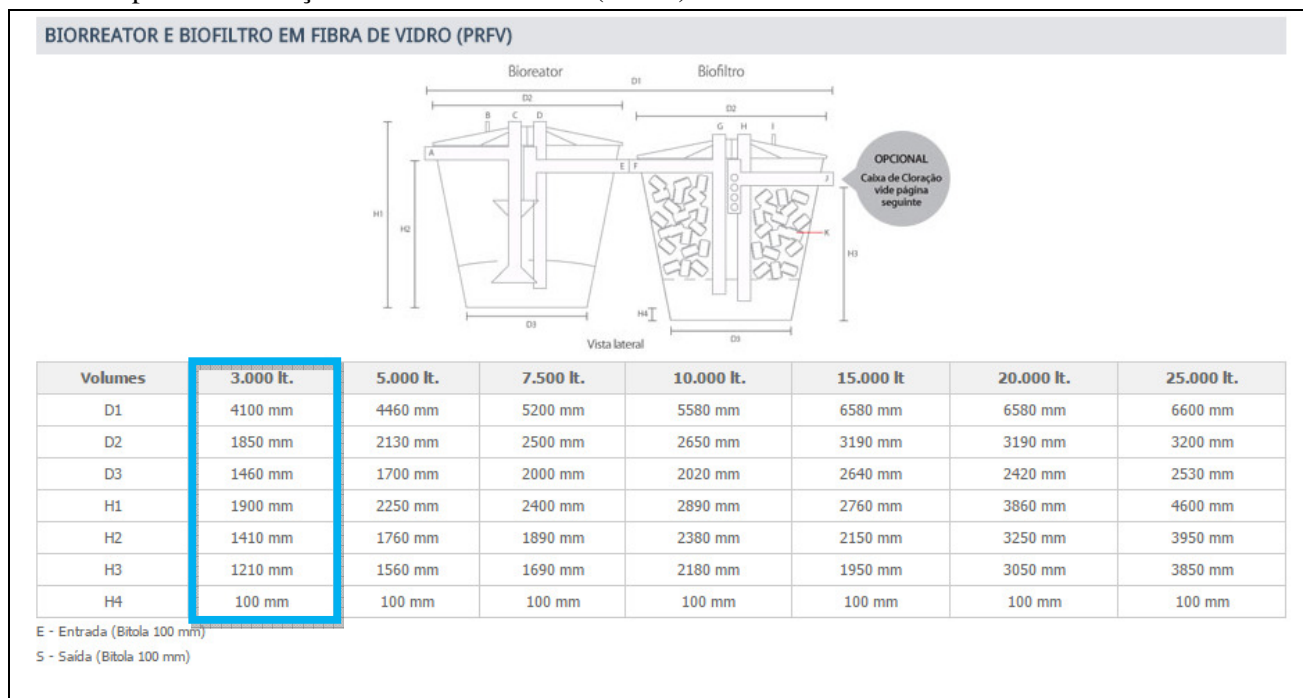 BIORREATOR E BIOFILTRO EM FIBRA DE VIDRO (PRFV)
Bioreator
Biofiltro
D1
D2
D2
B C D
G H I
A
E F
J
K
H1
H2
H3
H4
D3
D3
OPCIONAL
Caixa de Cloração
vide página
seguinte
Vista lateral
Volumes 3.000 lt. 5.000 lt. 7.500 lt. 10.000 lt. 15.000 lt 20.000 lt. 25.000 lt.
D1 4100 mm 4460 mm 5200 mm 5580 mm 6580 mm 6580 mm 6600 mm
D2 1850 mm 2130 mm 2500 mm 2650 mm 3190 mm 3190 mm 3200 mm
D3 1460 mm 1700 mm 2000 mm 2020 mm 2640 mm 2420 mm 2530 mm
H1 1900 mm 2250 mm 2400 mm 2890 mm 2760 mm 3860 mm 4600 mm
H2 1410 mm 1760 mm 1890 mm 2380 mm 2150 mm 3250 mm 3950 mm
H3 1210 mm 1560 mm 1690 mm 2180 mm 1950 mm 3050 mm 3850 mm
H4 100 mm 100 mm 100 mm 100 mm 100 mm 100 mm 100 mm
E - Entrada (Bitola 100 mm)
S - Saída (Bitola 100 mm)